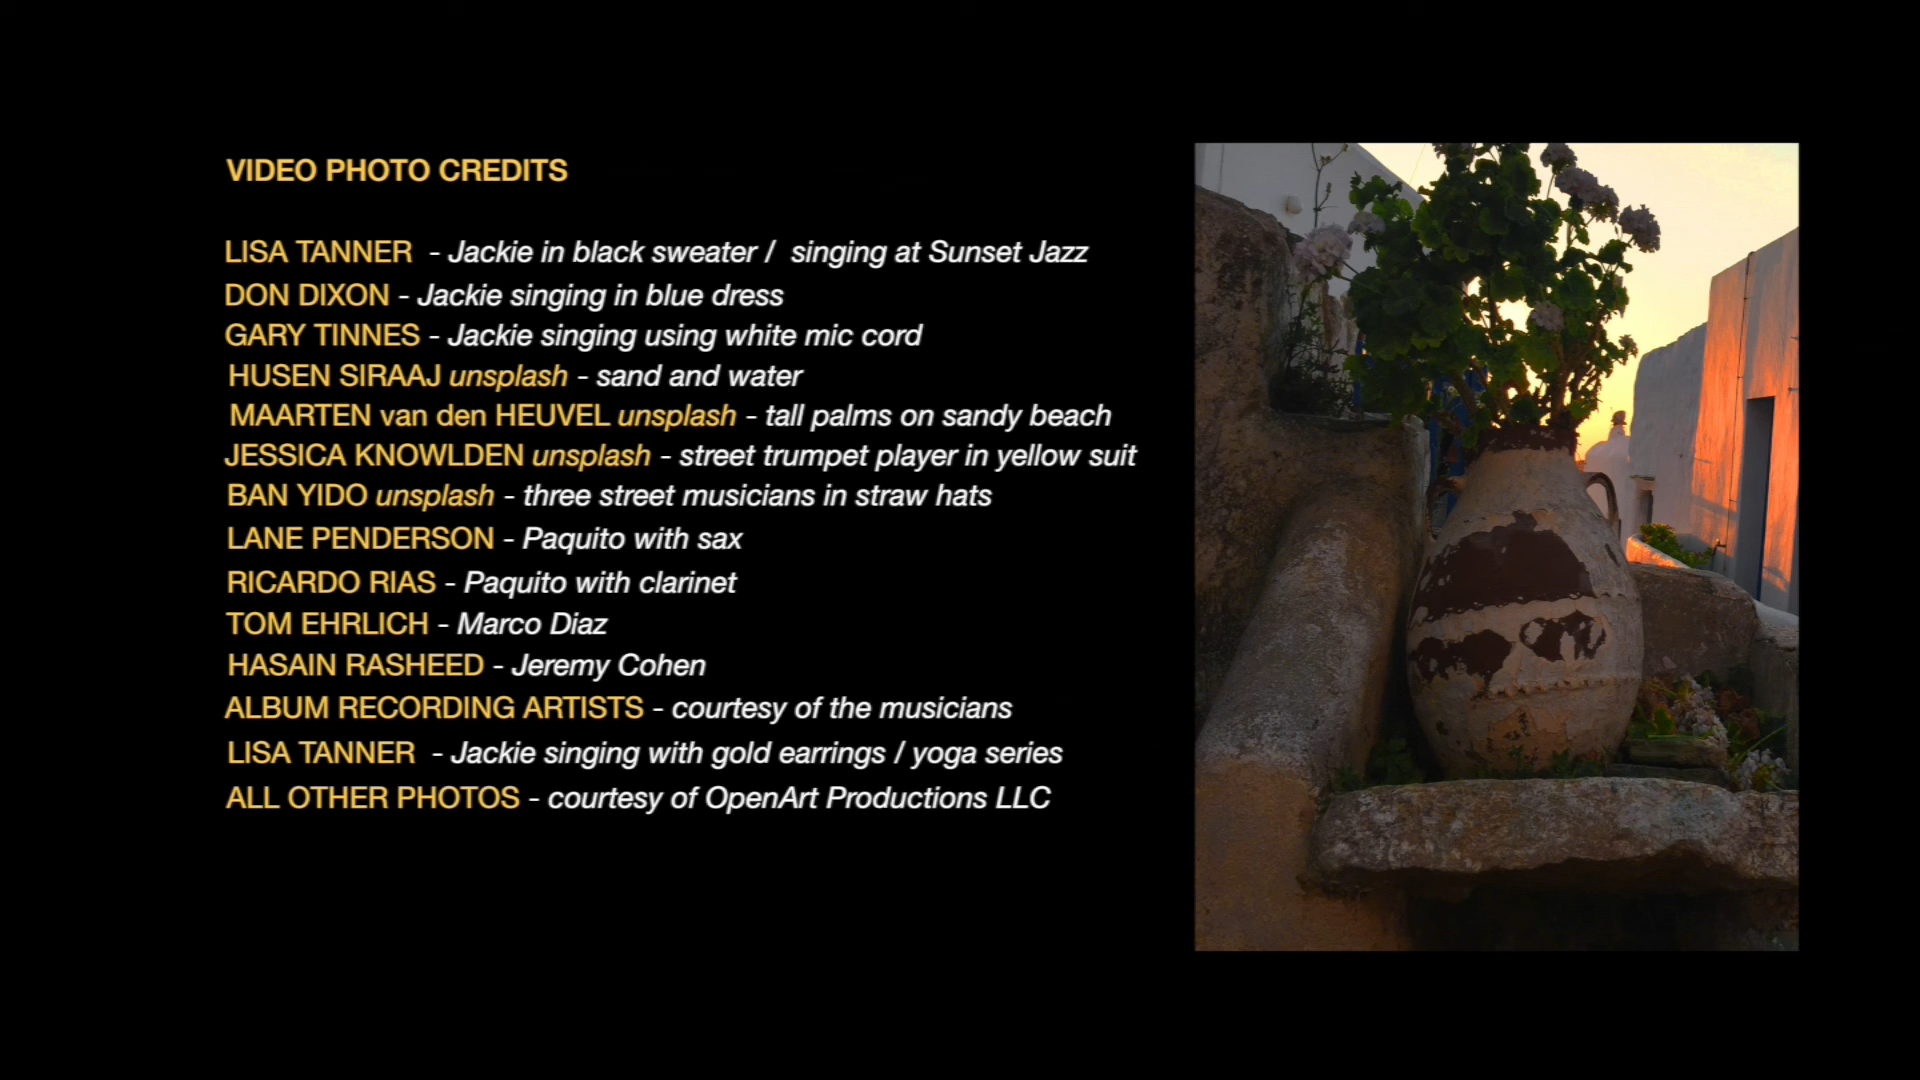 VIDEO PHOTO CREDITS
LISA TANNER - Jackie in black sweater / singing at Sunset Jazz
DON DIXON - Jackie singing in blue dress
GARY TINNES - Jackie singing using white mic cord
HUSEN SIRAAJ unsplash - sand and water
MAARTEN van den HEUVEL unsplash - tall palms on sandy beach
JESSICA KNOWLDEN unsplash - street trumpet player in yellow suit
BAN YIDO unsplash - three street musicians in straw hats
LANE PENDERSON - Paquito with sax
RICARDO RIAS - Paquito with clarinet
TOM EHRLICH - Marco Diaz
HASAIN RASHEED - Jeremy Cohen
ALBUM RECORDING ARTISTS - courtesy of the musicians
LISA TANNER - Jackie singing with gold earrings / yoga series
ALL OTHER PHOTOS - courtesy of OpenArt Productions LLC